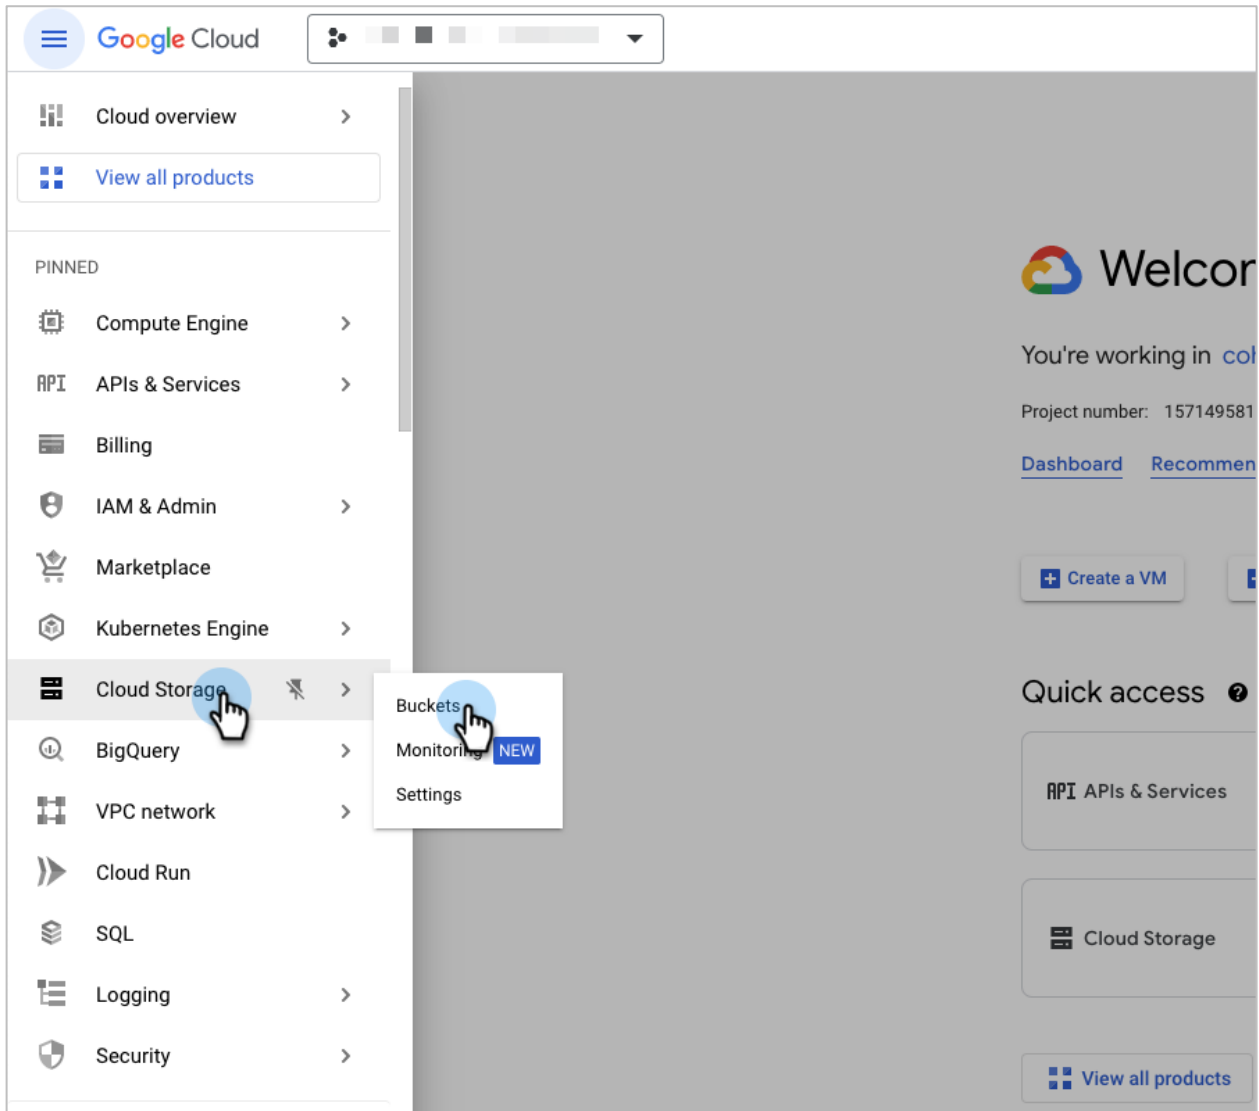 Google Cloud
Cloud overview
View all products
PINNED
Compute Engine
API APIs & Services
Billing
IAM & Admin
Marketplace
Kubernetes Engine
Cloud Storage
BigQuery
VPC network
Cloud Run
SQL
Logging
Security
Buckets
Monitoring NEW
Settings
You're working in
Project number: 157149581
Dashboard
Create a VM
Quick access
API APIs & Services
Cloud Storage
View all products